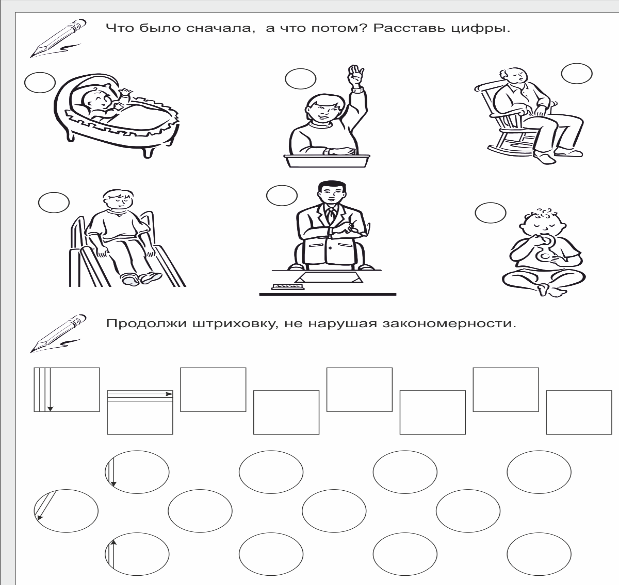 Что было сначала, а что потом? Расставь цифры.
Продолжи штриховку, не нарушая закономерности.